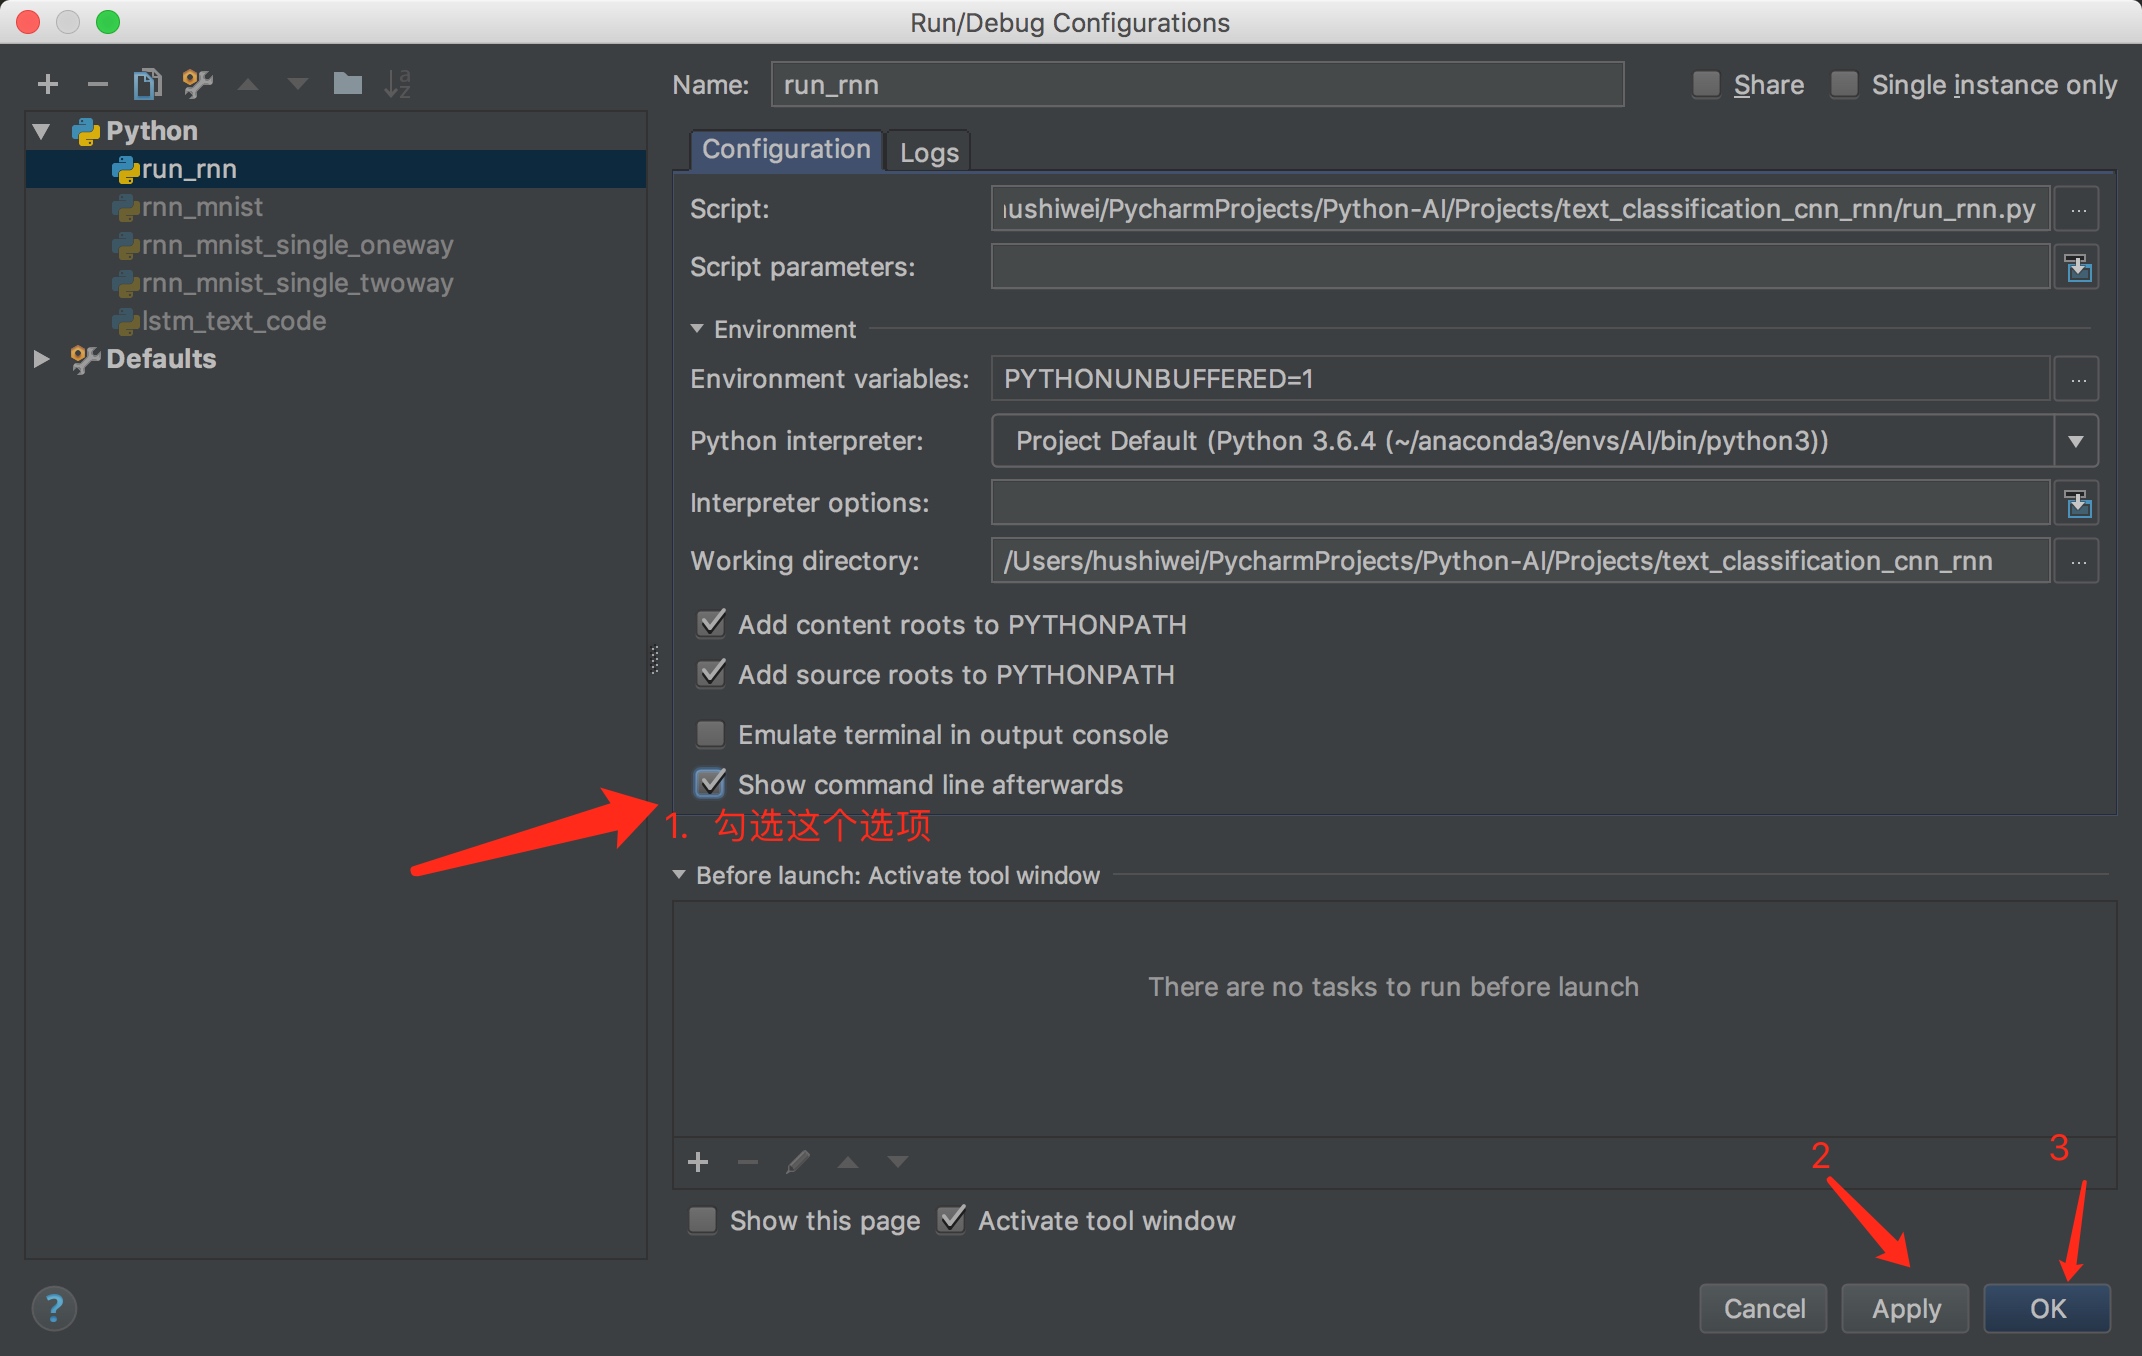 Run/Debug Configurations
Name: run_rnn Share Single instance only
Python
run_rnn
rnn_mnist
rnn_mnist_single_oneway
rnn_mnist_single_twoway
lstm_text_code
Defaults
Configuration Logs
Script: hushiwei/PycharmProjects/Python-AI/Projects/text_classification_cnn_rnn/run_rnn.py ...
Script parameters:
Environment
Environment variables: PYTHONUNBUFFERED=1 ...
Python interpreter: Project Default (Python 3.6.4 (~/anaconda3/envs/AI/bin/python3))
Interpreter options:
Working directory: /Users/hushiwei/PycharmProjects/Python-AI/Projects/text_classification_cnn_rnn ...
Add content roots to PYTHONPATH
Add source roots to PYTHONPATH
Emulate terminal in output console
Show command line afterwards
1. 勾选这个选项
Before launch: Activate tool window
There are no tasks to run before launch
2 3
Show this page Activate tool window
? Cancel Apply OK